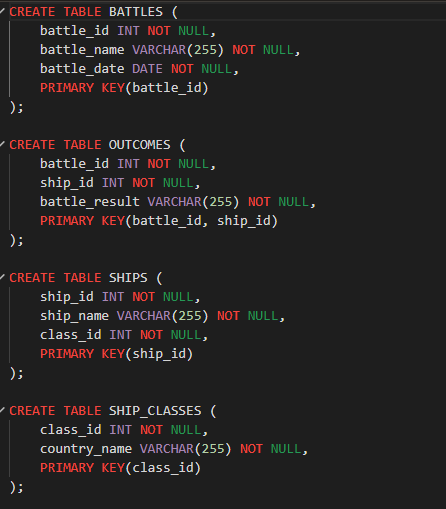 CREATE TABLE BATTLES (
battle_id INT NOT NULL,
battle_name VARCHAR(255) NOT NULL,
battle_date DATE NOT NULL,
PRIMARY KEY(battle_id)
);
CREATE TABLE OUTCOMES (
battle_id INT NOT NULL,
ship_id INT NOT NULL,
battle_result VARCHAR(255) NOT NULL,
PRIMARY KEY(battle_id, ship_id)
);
CREATE TABLE SHIPS (
ship_id INT NOT NULL,
ship_name VARCHAR(255) NOT NULL,
class_id INT NOT NULL,
PRIMARY KEY(ship_id)
);
CREATE TABLE SHIP_CLASSES (
class_id INT NOT NULL,
country_name VARCHAR(255) NOT NULL,
PRIMARY KEY(class_id)
);